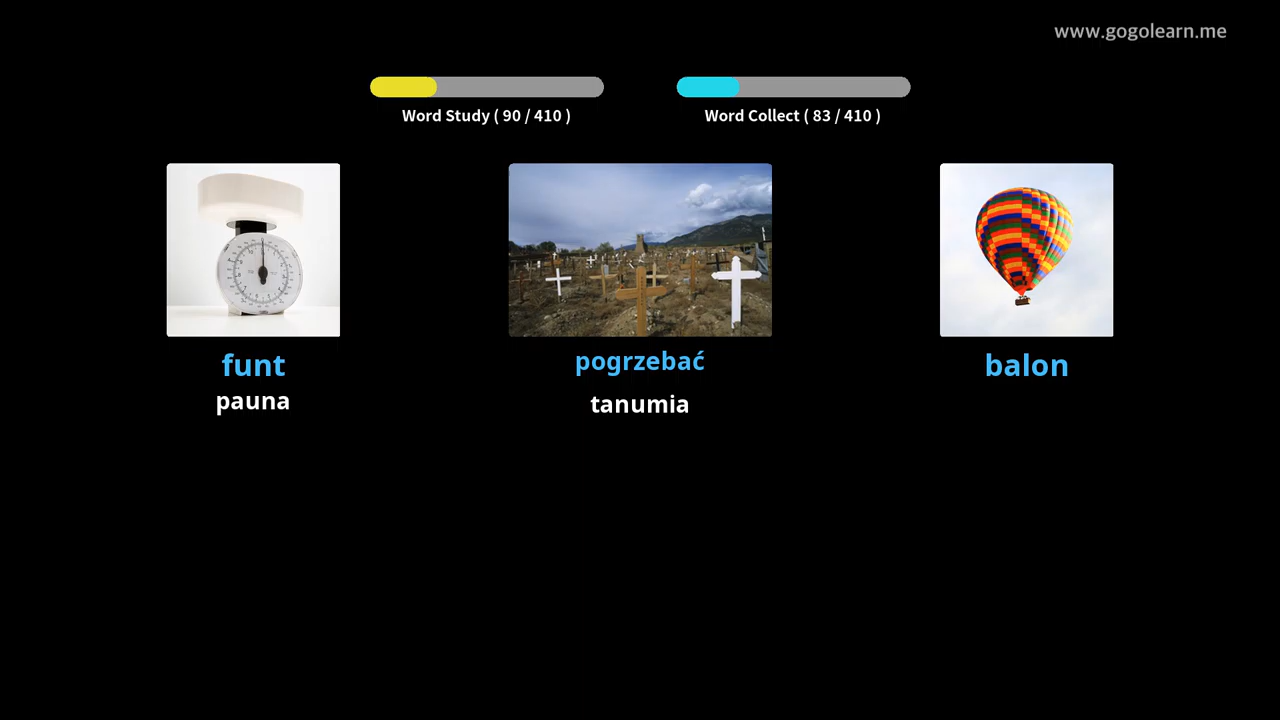 www.gogolearn.me
Word Study ( 90 / 410 )
Word Collect ( 83 / 410 )
funt
pauna
pogrzebać
tanumia
balon